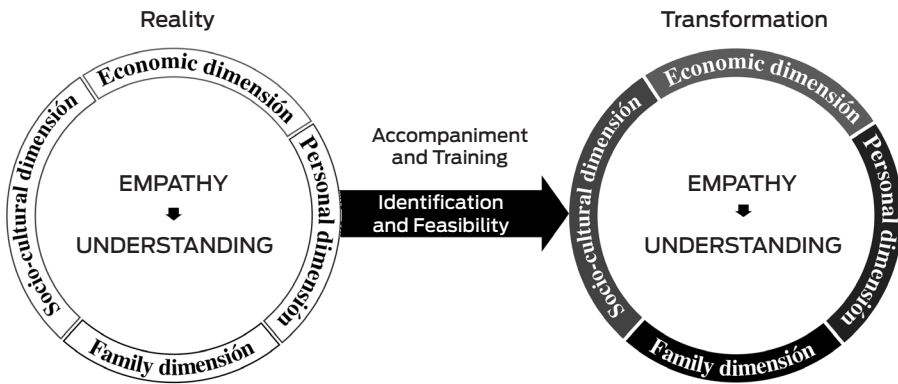 Reality
Economic dimensión
Socio-cultural dimensión
Personal dimensión
Family dimensión
EMPATHY
UNDERSTANDING
Accompaniment
and Training
Identification
and Feasibility
Transformation
Economic dimensión
Socio-cultural dimensión
Personal dimensión
Family dimensión
EMPATHY
UNDERSTANDING